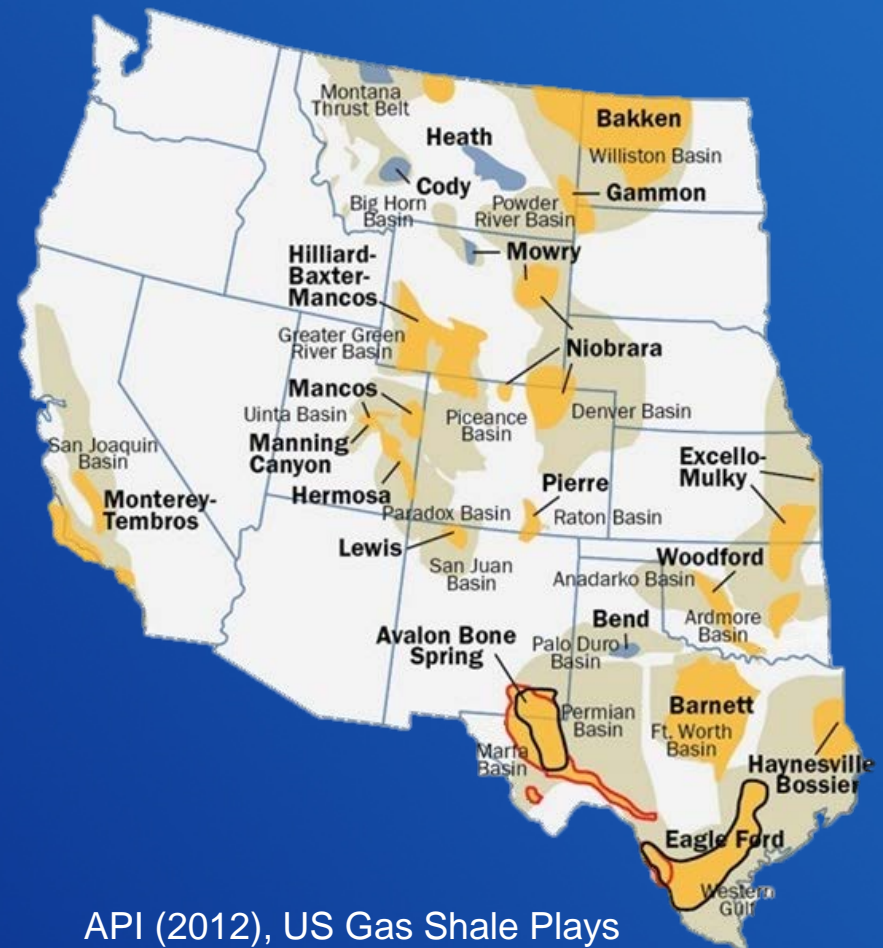 Montana
Thrust Belt
Bakken
Heath
Williston Basin
Cody
Gammon
Big Horn
Basin
Powder
River Basin
Hilliard-
Baxter-
Mancos
Mowry
Greater Green
River Basin
Niobrara
Mancos
Uinta Basin
Piceance
Basin
Denver Basin
Manning
Canyon
San Joaquin
Basin
Excello-
Mulky
Hermosa
Pierre
Monterey-
Tembros
Paradox Basin
Raton Basin
Lewis
San Juan
Basin
Woodford
Anadarko Basin
Bend
Ardmore
Basin
Avalon Bone
Spring
Palo Duro
Basin
Barnett
Permian
Basin
Ft. Worth
Basin
Marfa
Basin
Haynesville
Bossier
Eagle Ford
Western
Gulf
API (2012), US Gas Shale Plays